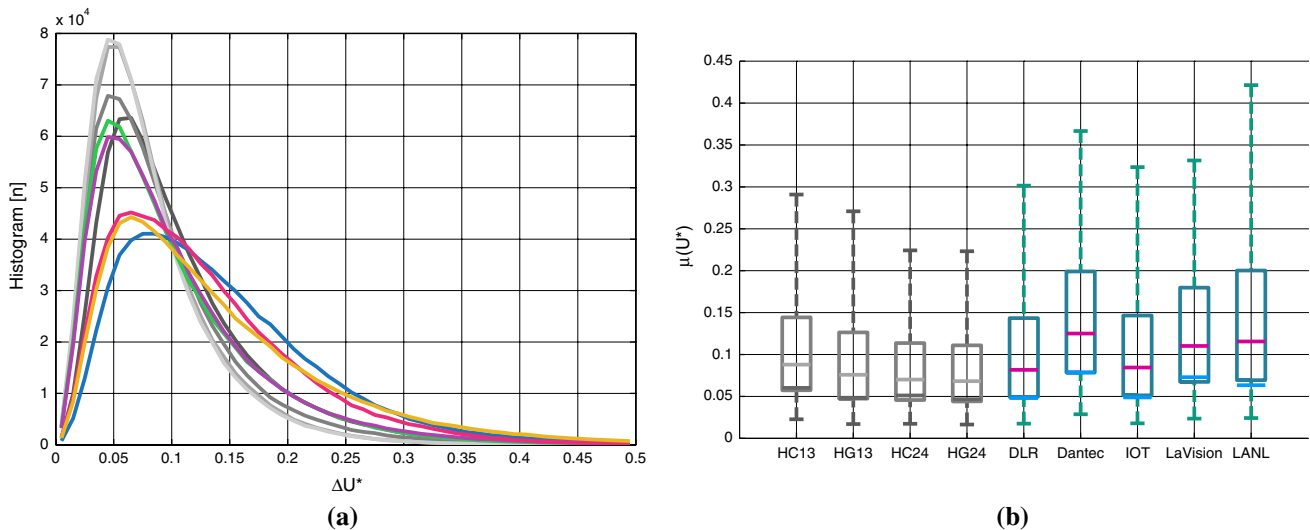 x 10⁴
8
7
6
5
4
3
2
1
0
Histogram [n]
0 0.05 0.1 0.15 0.2 0.25 0.3 0.35 0.4 0.45 0.5
ΔU*
(a)
0.45
0.4
0.35
0.3
0.25
0.2
0.15
0.1
0.05
0
μ(U*)
HC13 HG13 HC24 HG24 DLR Dantec IOT LaVision LANL
(b)